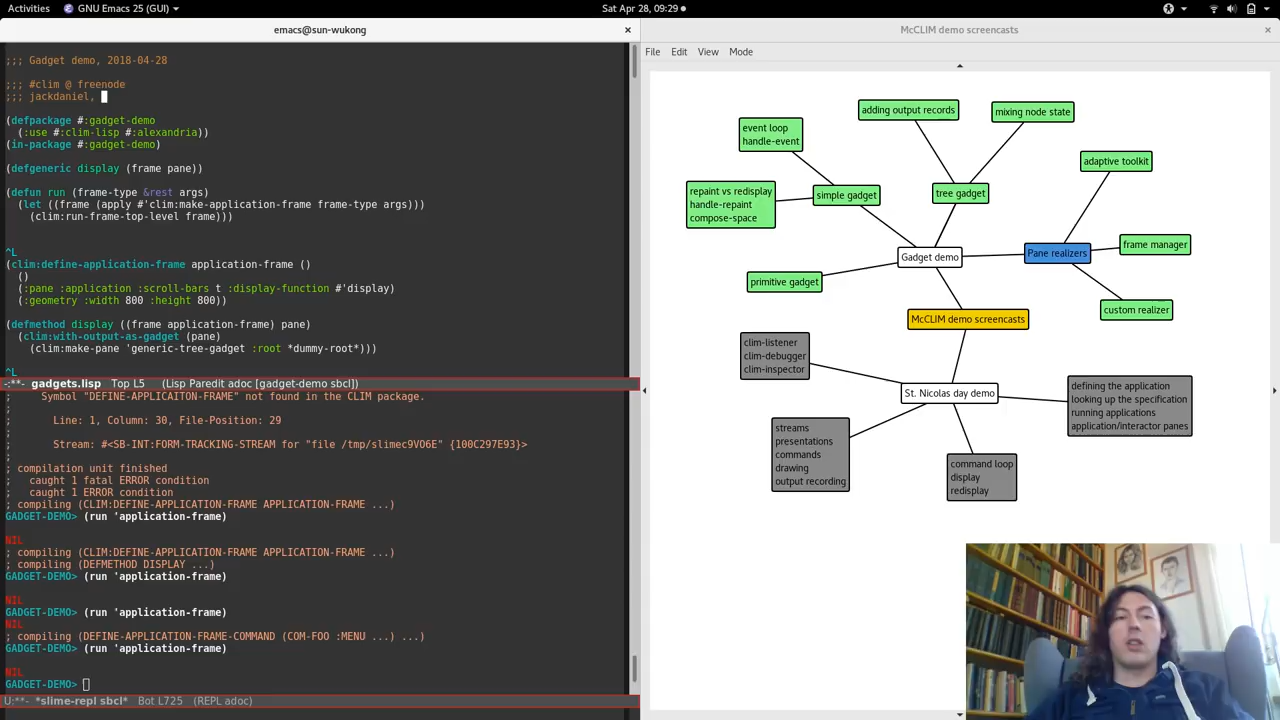 Activities
GNU Emacs 25 (GUI)
Sat Apr 28, 09:29
emacs@sun-wukong
;;; Gadget demo, 2018-04-28
;;; #clim @ freenode
;;; jackdaniel,
(defpackage #:gadget-demo
(:use #:clim-lisp #:alexandria))
(in-package #:gadget-demo)
(defgeneric display (frame pane))
(defun run (frame-type &rest args)
(let ((frame (apply #'clim:make-application-frame frame-type args)))
(clim:run-frame-top-level frame)))
^L
(clim:define-application-frame application-frame ()
()
(:pane :application :scroll-bars t :display-function #'display)
(:geometry :width 800 :height 800))
(defmethod display ((frame application-frame) pane)
(clim:with-output-as-gadget (pane)
(clim:make-pane 'generic-tree-gadget :root *dummy-root*)))
^L
-:**- gadgets.lisp Top L5 (Lisp Paredit adoc [gadget-demo sbcl])
; Symbol "DEFINE-APPLICAITON-FRAME" not found in the CLIM package.
;
; Line: 1, Column: 30, File-Position: 29
;
; Stream: #<SB-INT:FORM-TRACKING-STREAM for "file /tmp/slimec9VO6E" {100C297E93}>
;
; compilation unit finished
; caught 1 fatal ERROR condition
; caught 1 ERROR condition
; compiling (CLIM:DEFINE-APPLICATION-FRAME APPLICATION-FRAME ...)
GADGET-DEMO> (run 'application-frame)
NIL
; compiling (CLIM:DEFINE-APPLICATION-FRAME APPLICATION-FRAME ...)
; compiling (DEFMETHOD DISPLAY ...)
GADGET-DEMO> (run 'application-frame)
NIL
GADGET-DEMO> (run 'application-frame)
NIL
; compiling (DEFINE-APPLICATION-FRAME-COMMAND (COM-FOO :MENU ...) ...)
GADGET-DEMO> (run 'application-frame)
NIL
GADGET-DEMO>
U:**- *slime-repl sbcl* Bot L725 (REPL adoc)
McCLIM demo screencasts
File Edit View Mode
adding output records
mixing node state
event loop
handle-event
adaptive toolkit
repaint vs redisplay
handle-repaint
compose-space
simple gadget
tree gadget
Gadget demo
Pane realizers
frame manager
primitive gadget
custom realizer
McCLIM demo screencasts
clim-listener
clim-debugger
clim-inspector
St. Nicolas day demo
defining the application
looking up the specification
running applications
application/interactor panes
streams
presentations
commands
drawing
output recording
command loop
display
redisplay